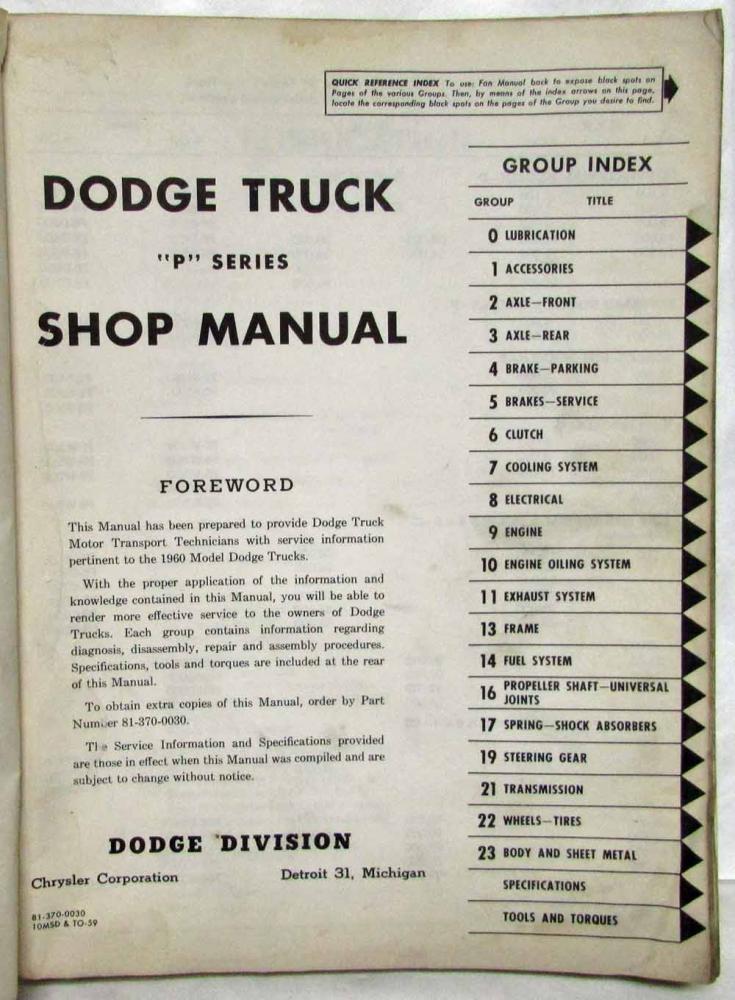 QUICK REFERENCE INDEX To use: Fan Manual back to expose black spots on
Pages of the various Groups. Then, by means of the index arrows on this page,
locate the corresponding black spots on the pages of the Group you desire to find.
DODGE TRUCK
"P" SERIES
SHOP MANUAL
FOREWORD
This Manual has been prepared to provide Dodge Truck
Motor Transport Technicians with service information
pertinent to the 1960 Model Dodge Trucks.
With the proper application of the information and
knowledge contained in this Manual, you will be able to
render more effective service to the owners of Dodge
Trucks. Each group contains information regarding
diagnosis, disassembly, repair and assembly procedures.
Specifications, tools and torques are included at the rear
of this Manual.
To obtain extra copies of this Manual, order by Part
Number 81-370-0030.
The Service Information and Specifications provided
are those in effect when this Manual was compiled and are
subject to change without notice.
DODGE DIVISION
Chrysler Corporation Detroit 31, Michigan
81-370-0030
10MSD & TO-59
GROUP INDEX
GROUP TITLE
0 LUBRICATION
1 ACCESSORIES
2 AXLE—FRONT
3 AXLE—REAR
4 BRAKE—PARKING
5 BRAKES—SERVICE
6 CLUTCH
7 COOLING SYSTEM
8 ELECTRICAL
9 ENGINE
10 ENGINE OILING SYSTEM
11 EXHAUST SYSTEM
13 FRAME
14 FUEL SYSTEM
16 PROPELLER SHAFT—UNIVERSAL
JOINTS
17 SPRING—SHOCK ABSORBERS
19 STEERING GEAR
21 TRANSMISSION
22 WHEELS—TIRES
23 BODY AND SHEET METAL
SPECIFICATIONS
TOOLS AND TORQUES